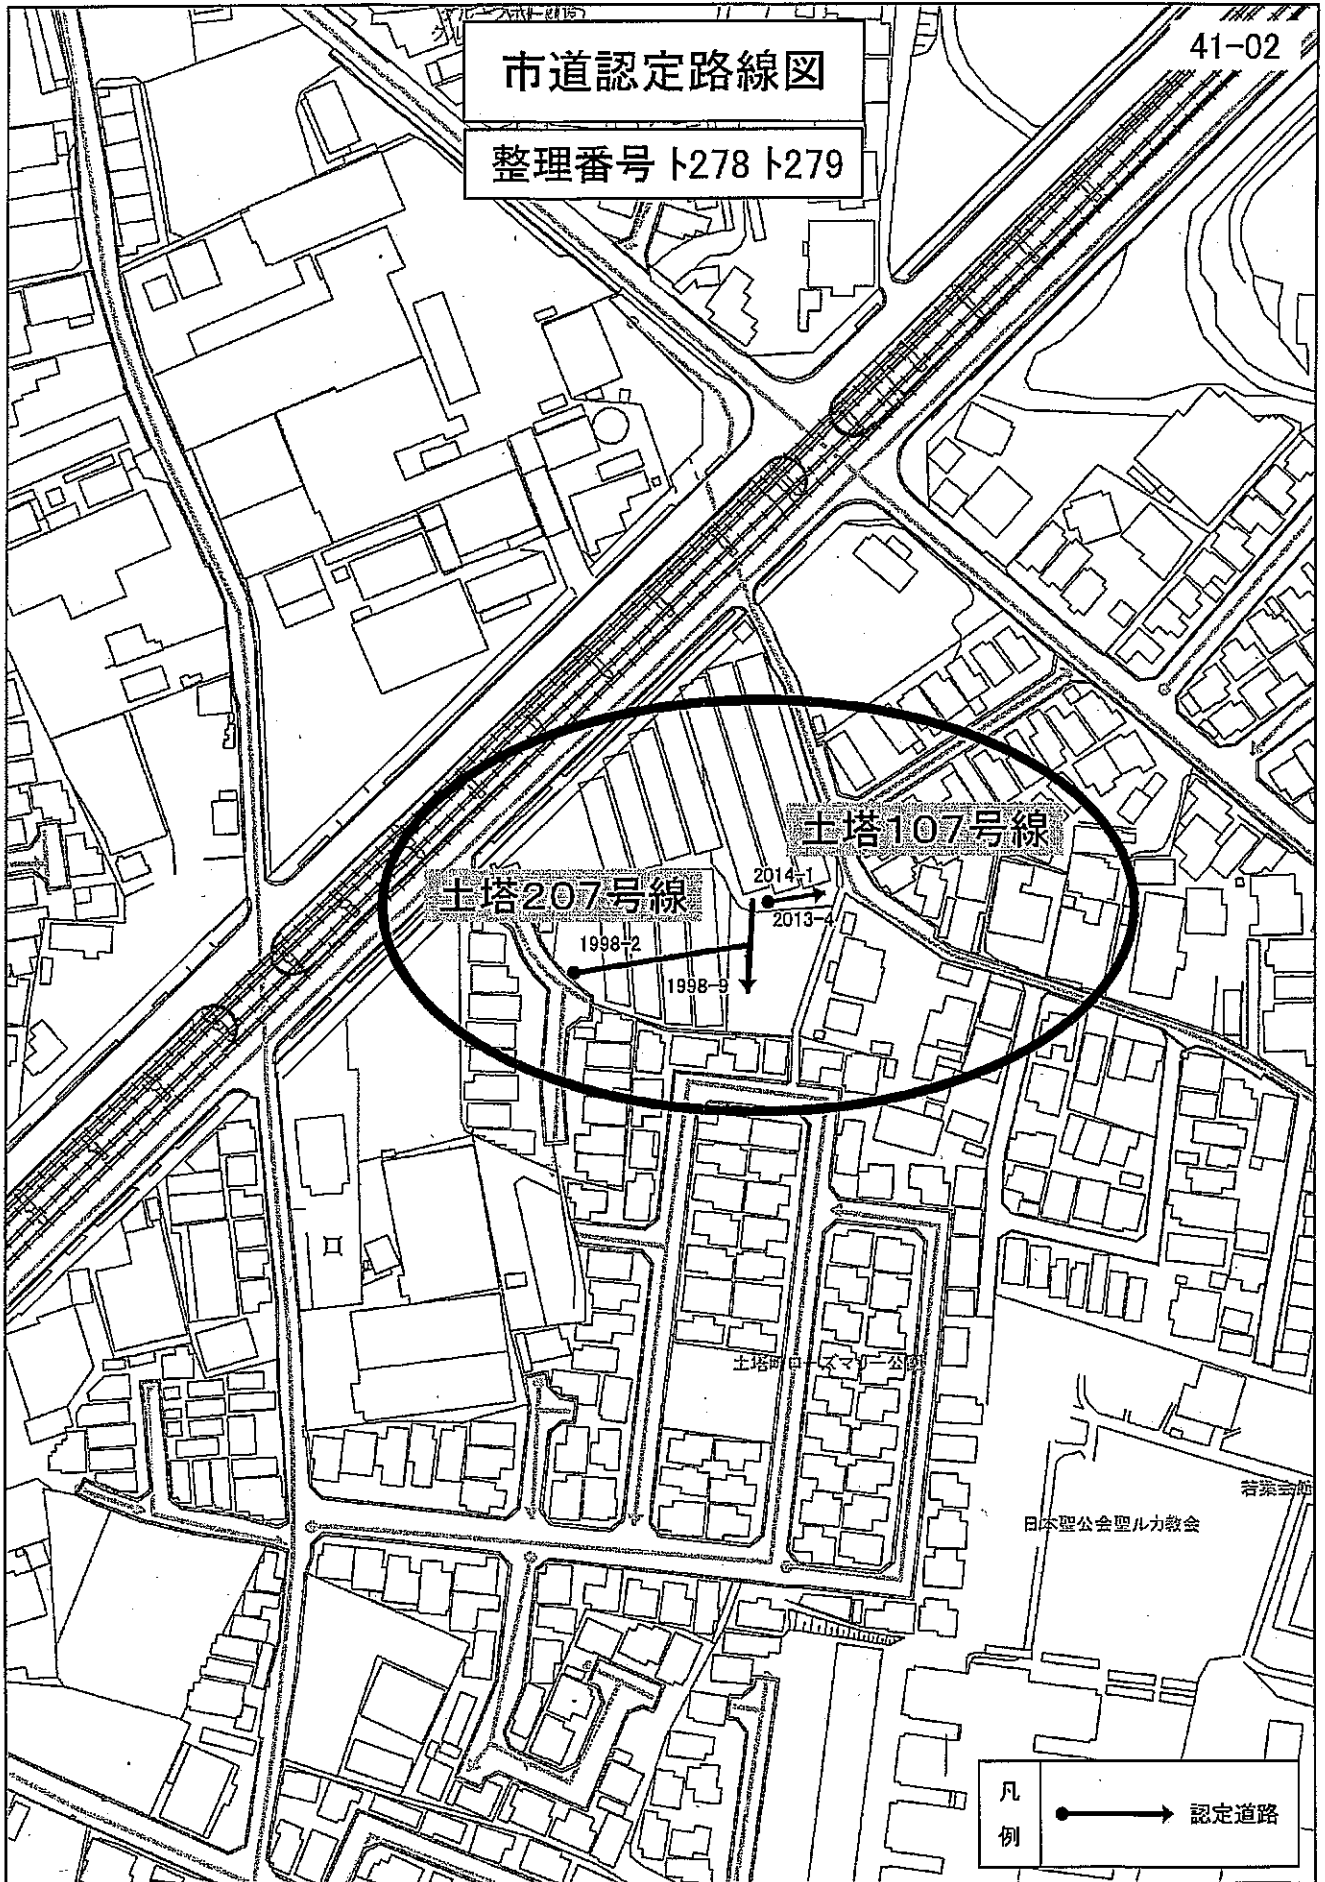 41-02
市道認定路線図
整理番号 ト278 ト279
土塔107号線
2014-1
土塔207号線
2013-4
1998-2
1998-9
土塔町ローズマリー公園
若葉会館
日本聖公会聖ルカ教会
凡例
認定道路